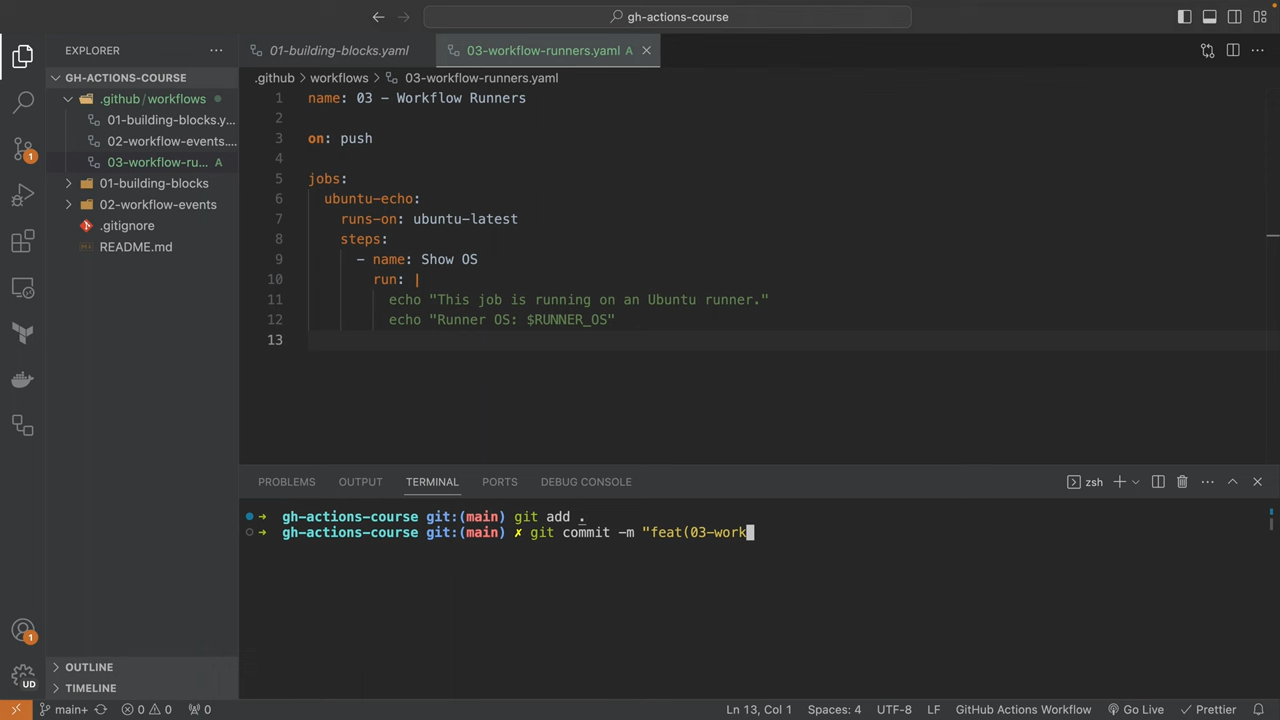 gh-actions-course
EXPLORER
GH-ACTIONS-COURSE
.github/workflows
01-building-blocks.y...
02-workflow-events....
03-workflow-ru... A
01-building-blocks
02-workflow-events
.gitignore
README.md
OUTLINE
TIMELINE
01-building-blocks.yaml
03-workflow-runners.yaml A
.github > workflows > 03-workflow-runners.yaml
1 name: 03 - Workflow Runners
2
3 on: push
4
5 jobs:
6 ubuntu-echo:
7 runs-on: ubuntu-latest
8 steps:
9 - name: Show OS
10 run: |
11 echo "This job is running on an Ubuntu runner."
12 echo "Runner OS: $RUNNER_OS"
13
PROBLEMS OUTPUT TERMINAL PORTS DEBUG CONSOLE
zsh
➜ gh-actions-course git:(main) git add .
➜ gh-actions-course git:(main) ✗ git commit -m "feat(03-work
1
1
UD
main+ 0 0 0 Ln 13, Col 1 Spaces: 4 UTF-8 LF GitHub Actions Workflow Go Live Prettier